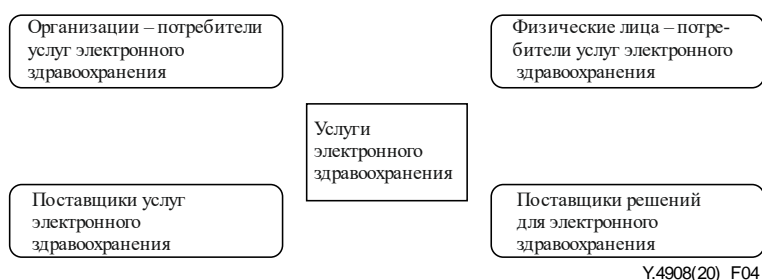 Организации – потребители
услуг электронного
здравоохранения
Физические лица – потре-
бители услуг электронного
здравоохранения
Услуги
электронного
здравоохранения
Поставщики услуг
электронного
здравоохранения
Поставщики решений
для электронного
здравоохранения
Y.4908(20)_F04